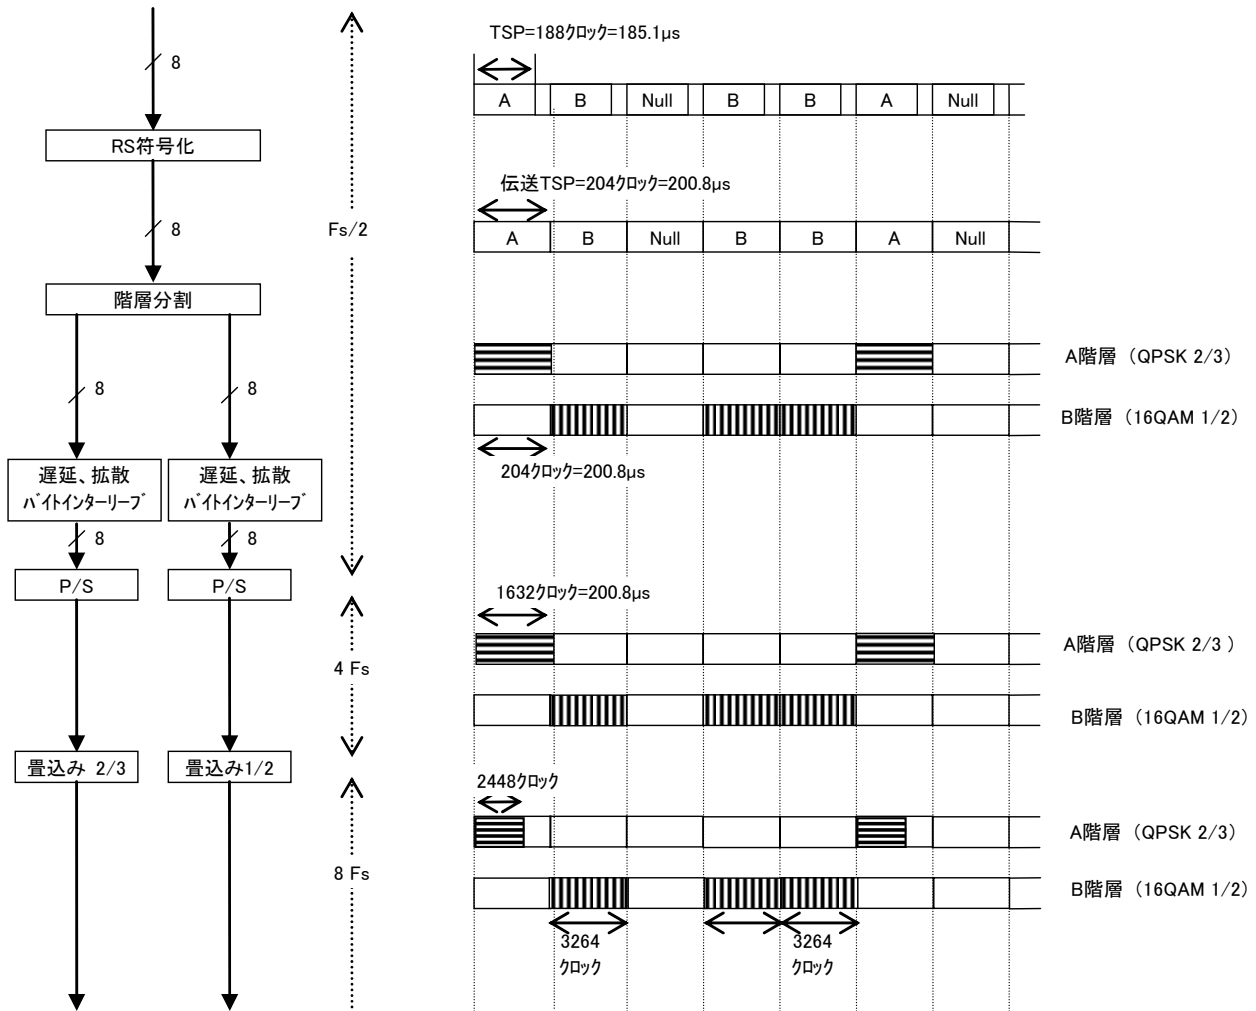 TSP=188クロック=185.1μs
8
A B Null B B A Null
RS符号化
伝送TSP=204クロック=200.8μs
8
Fs/2
A B Null B B A Null
階層分割
A階層 (QPSK 2/3)
8 8
B階層 (16QAM 1/2)
204クロック=200.8μs
遅延、拡散
バイトインターリーブ
遅延、拡散
バイトインターリーブ
8 8
P/S P/S
1632クロック=200.8μs
A階層 (QPSK 2/3 )
4 Fs
B階層 (16QAM 1/2)
畳込み 2/3 畳込み1/2
2448クロック
A階層 (QPSK 2/3)
8 Fs
B階層 (16QAM 1/2)
3264
クロック
3264
クロック